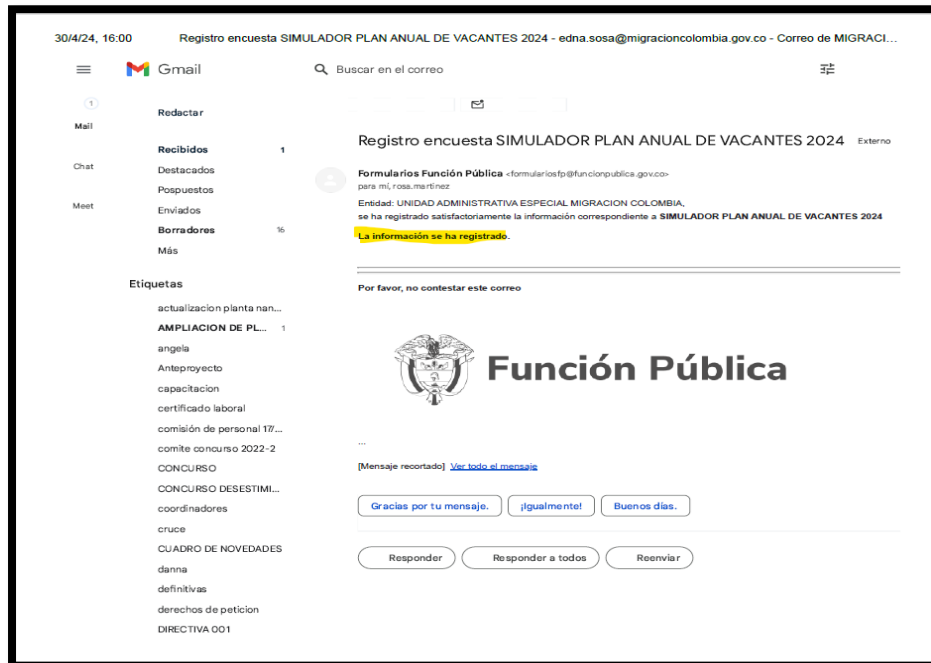 30/4/24, 16:00 Registro encuesta SIMULADOR PLAN ANUAL DE VACANTES 2024 - edna.sosa@migracioncolombia.gov.co - Correo de MIGRACI...
Gmail
Buscar en el correo
1
Mail
Chat
Meet
Redactar
Recibidos 1
Destacados
Pospuestos
Enviados
Borradores 16
Más
Etiquetas
actualizacion planta nan...
AMPLIACION DE PL... 1
angela
Anteproyecto
capacitacion
certificado laboral
comisión de personal 17/...
comite concurso 2022-2
CONCURSO
CONCURSO DESESTIMI...
coordinadores
cruce
CUADRO DE NOVEDADES
danna
definitivas
derechos de peticion
DIRECTIVA 001
Registro encuesta SIMULADOR PLAN ANUAL DE VACANTES 2024 Externo
Formularios Función Pública <formulariosfp@funcionpublica.gov.co>
para mí, rosa.martinez
Entidad: UNIDAD ADMINISTRATIVA ESPECIAL MIGRACION COLOMBIA,
se ha registrado satisfactoriamente la información correspondiente a SIMULADOR PLAN ANUAL DE VACANTES 2024
La información se ha registrado.
Por favor, no contestar este correo
Función Pública
...
[Mensaje recortado] Ver todo el mensaje
Gracias por tu mensaje. ¡Igualmente! Buenos días.
Responder Responder a todos Reenviar